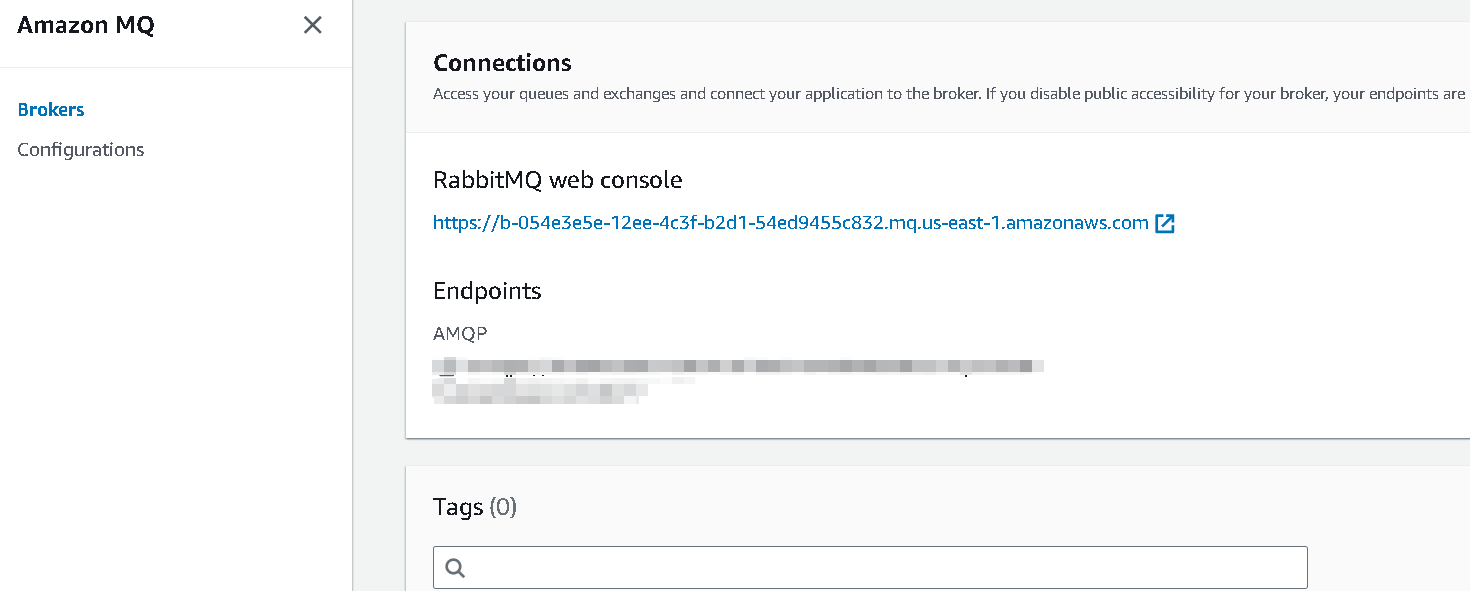 Amazon MQ
Brokers
Configurations
Connections
Access your queues and exchanges and connect your application to the broker. If you disable public accessibility for your broker, your endpoints are
RabbitMQ web console
https://b-054e3e5e-12ee-4c3f-b2d1-54ed9455c832.mq.us-east-1.amazonaws.com
Endpoints
AMQP
Tags (0)